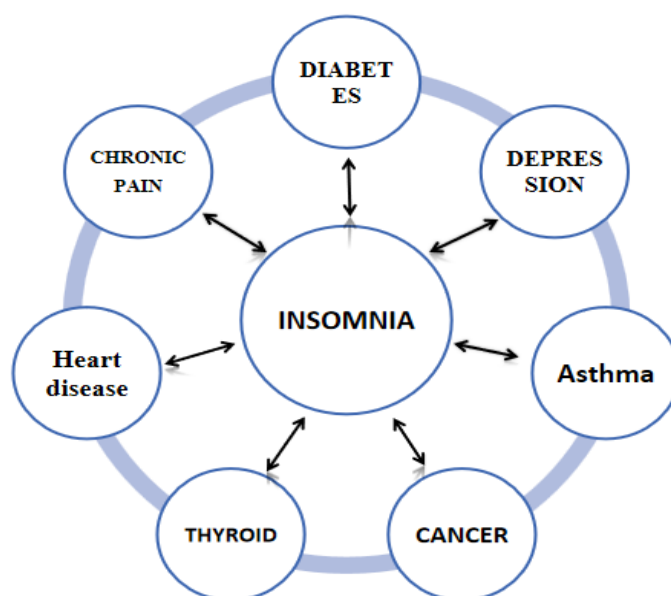 DIABET
ES
CHRONIC
PAIN
DEPRES
SION
INSOMNIA
Heart
disease
Asthma
THYROID
CANCER